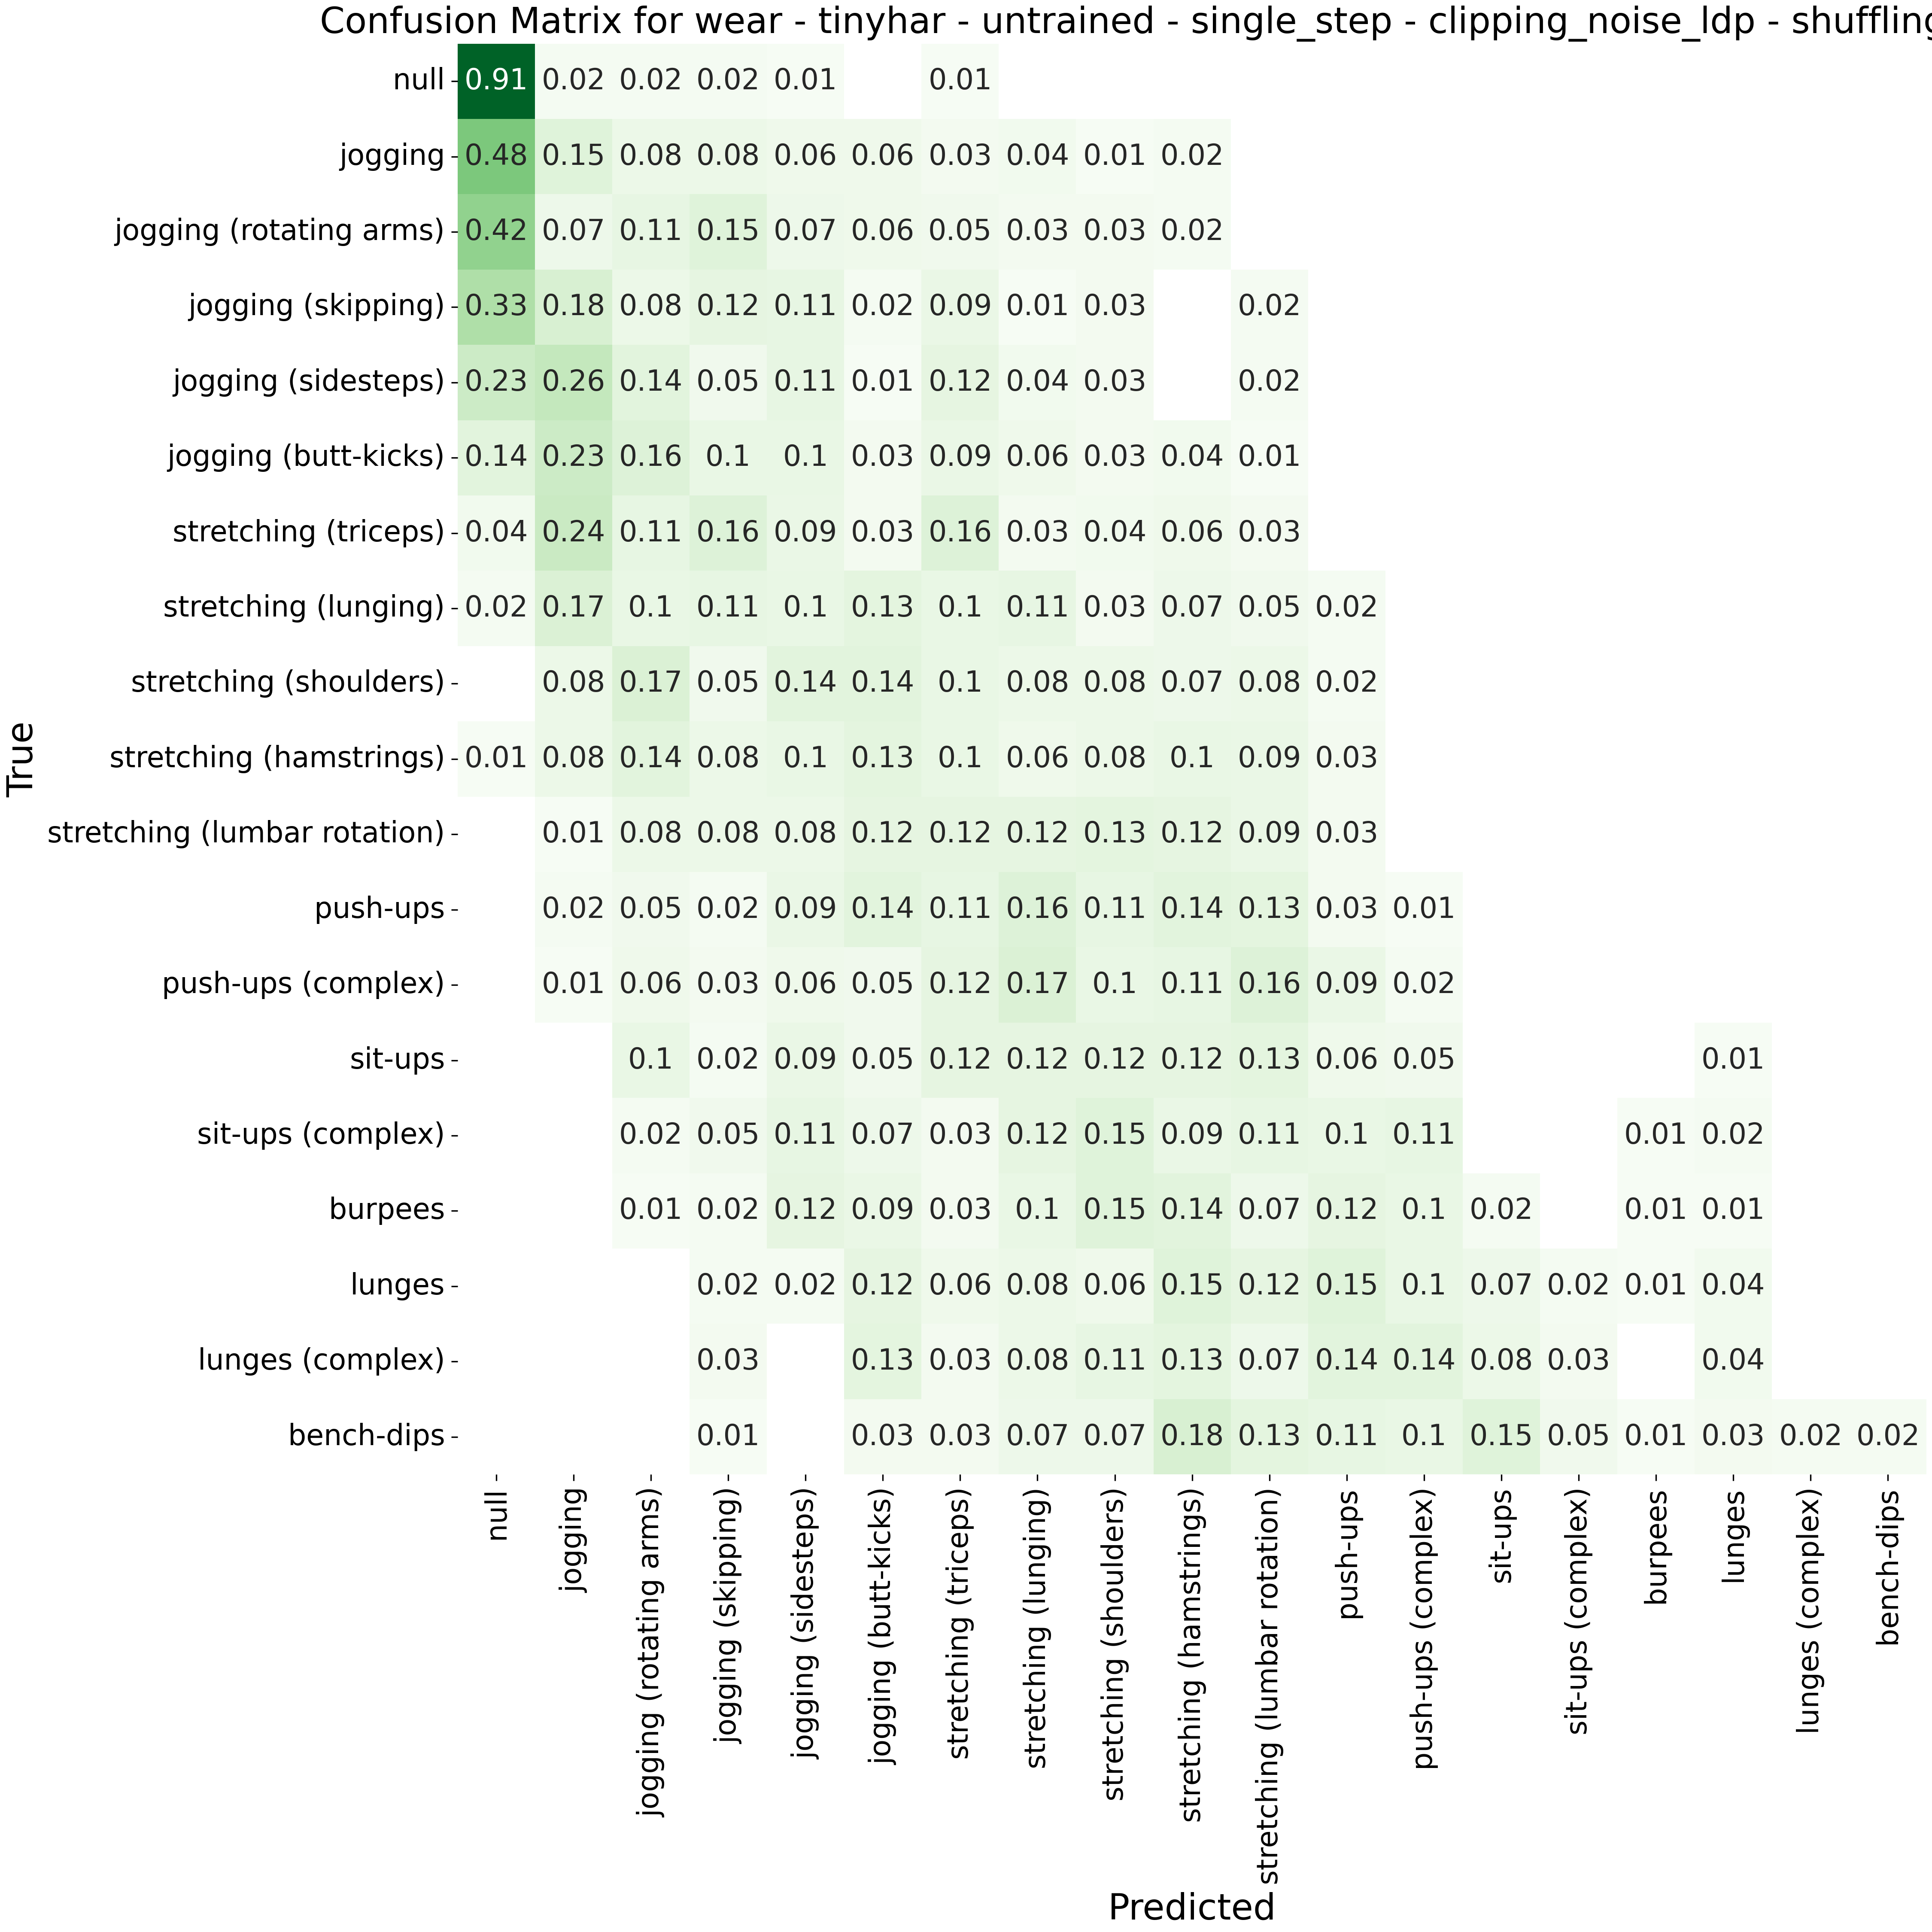 Confusion Matrix for wear - tinyhar - untrained - single_step - clipping_noise_ldp - shuffling
null 0.91 0.02 0.02 0.02 0.01 0.01
jogging 0.48 0.15 0.08 0.08 0.06 0.06 0.03 0.04 0.01 0.02
jogging (rotating arms) 0.42 0.07 0.11 0.15 0.07 0.06 0.05 0.03 0.03 0.02
jogging (skipping) 0.33 0.18 0.08 0.12 0.11 0.02 0.09 0.01 0.03 0.02
jogging (sidesteps) 0.23 0.26 0.14 0.05 0.11 0.01 0.12 0.04 0.03 0.02
jogging (butt-kicks) 0.14 0.23 0.16 0.1 0.1 0.03 0.09 0.06 0.03 0.04 0.01
stretching (triceps) 0.04 0.24 0.11 0.16 0.09 0.03 0.16 0.03 0.04 0.06 0.03
stretching (lunging) 0.02 0.17 0.1 0.11 0.1 0.13 0.1 0.11 0.03 0.07 0.05 0.02
stretching (shoulders) 0.08 0.17 0.05 0.14 0.14 0.1 0.08 0.08 0.07 0.08 0.02
stretching (hamstrings) 0.01 0.08 0.14 0.08 0.1 0.13 0.1 0.06 0.08 0.1 0.09 0.03
stretching (lumbar rotation) 0.01 0.08 0.08 0.08 0.12 0.12 0.12 0.13 0.12 0.09 0.03
push-ups 0.02 0.05 0.02 0.09 0.14 0.11 0.16 0.11 0.14 0.13 0.03 0.01
push-ups (complex) 0.01 0.06 0.03 0.06 0.05 0.12 0.17 0.1 0.11 0.16 0.09 0.02
sit-ups 0.1 0.02 0.09 0.05 0.12 0.12 0.12 0.12 0.13 0.06 0.05 0.01
sit-ups (complex) 0.02 0.05 0.11 0.07 0.03 0.12 0.15 0.09 0.11 0.1 0.11 0.01 0.02
burpees 0.01 0.02 0.12 0.09 0.03 0.1 0.15 0.14 0.07 0.12 0.1 0.02 0.01 0.01
lunges 0.02 0.02 0.12 0.06 0.08 0.06 0.15 0.12 0.15 0.1 0.07 0.02 0.01 0.04
lunges (complex) 0.03 0.13 0.03 0.08 0.11 0.13 0.07 0.14 0.14 0.08 0.03 0.04
bench-dips 0.01 0.03 0.03 0.07 0.07 0.18 0.13 0.11 0.1 0.15 0.05 0.01 0.03 0.02 0.02
True
null
jogging
jogging (rotating arms)
jogging (skipping)
jogging (sidesteps)
jogging (butt-kicks)
stretching (triceps)
stretching (lunging)
stretching (shoulders)
stretching (hamstrings)
stretching (lumbar rotation)
push-ups
push-ups (complex)
sit-ups
sit-ups (complex)
burpees
lunges
lunges (complex)
bench-dips
Predicted